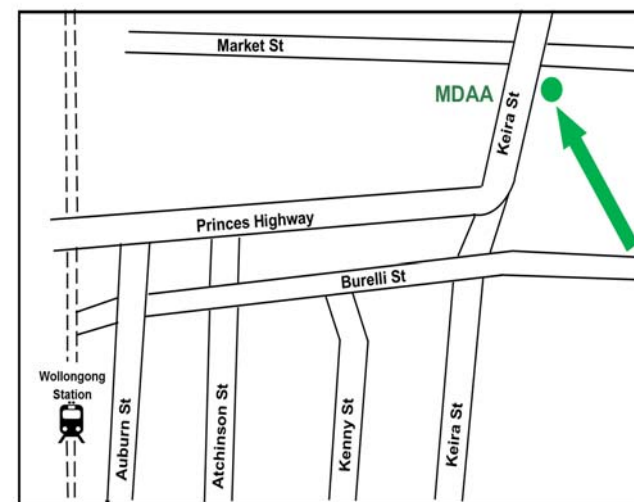 Market St
MDAA
Keira St
Princes Highway
Burelli St
Wollongong
Station
Auburn St
Atchinson St
Kenny St
Keira St